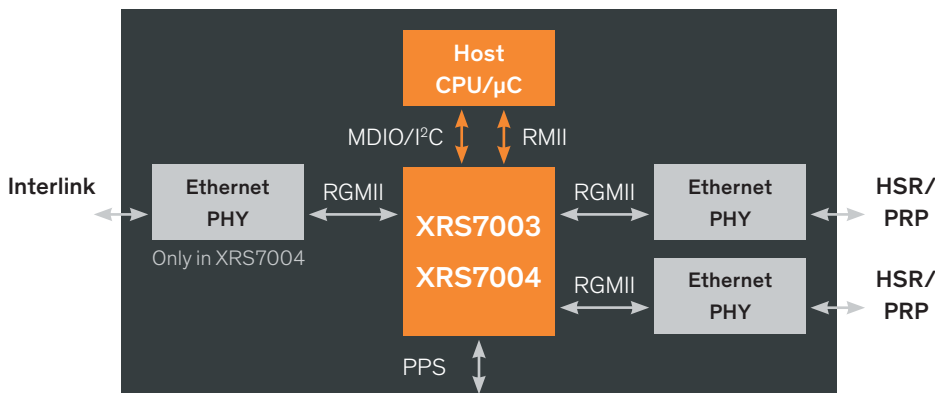 Host
CPU/µC
MDIO/I²C
RMII
Interlink
Ethernet
PHY
Only in XRS7004
RGMII
XRS7003
XRS7004
RGMII
Ethernet
PHY
HSR/
PRP
RGMII
Ethernet
PHY
HSR/
PRP
PPS